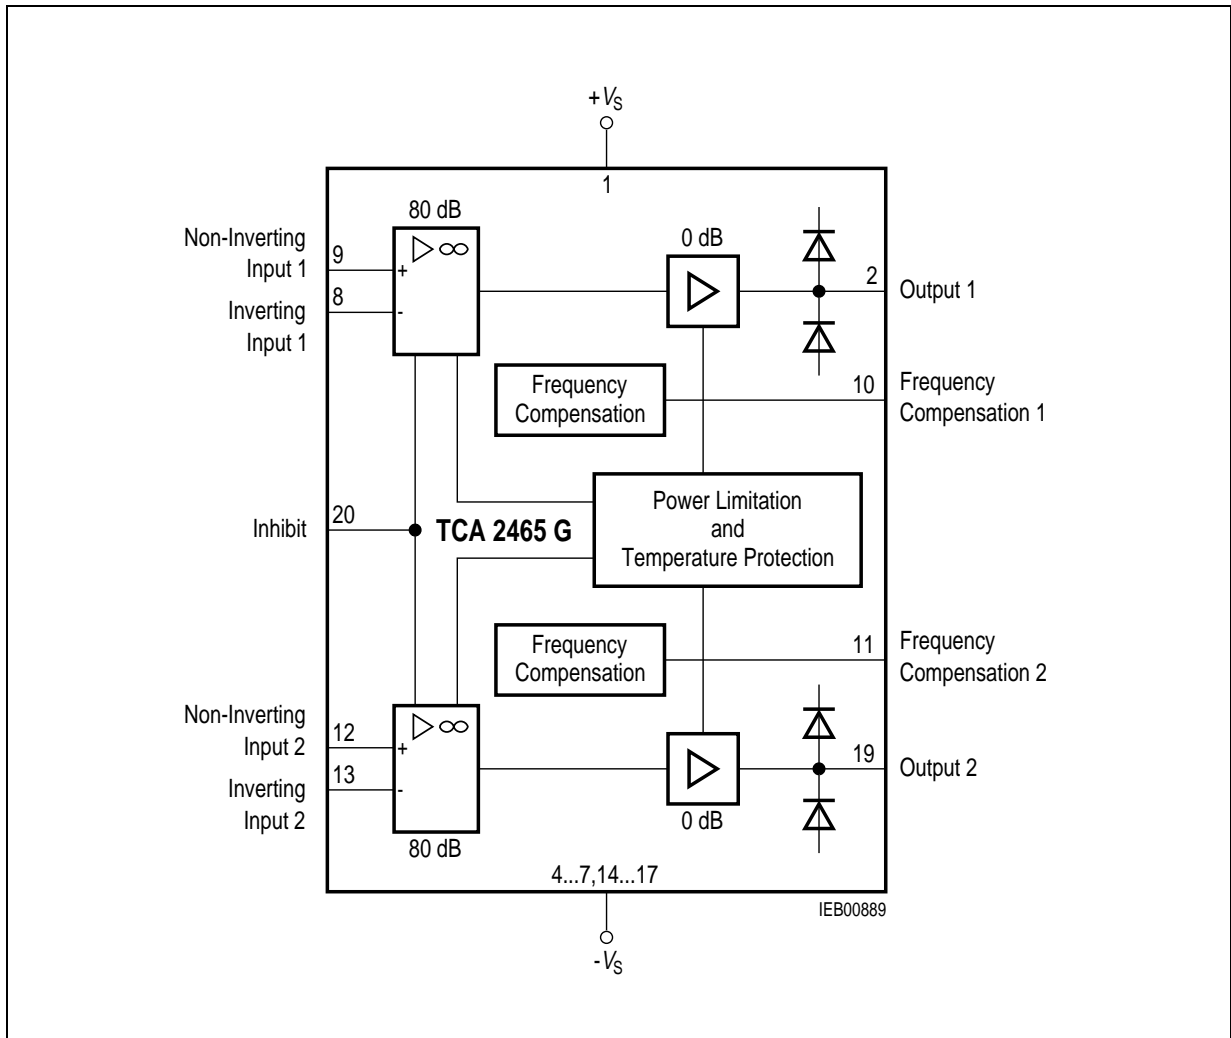 +VS
1
80 dB
0 dB
Non-Inverting
Input 1
9
+
∞
2
Output 1
Inverting
Input 1
8
-
Frequency
Compensation
10
Frequency
Compensation 1
Inhibit
20
TCA 2465 G
Power Limitation
and
Temperature Protection
Frequency
Compensation
11
Frequency
Compensation 2
Non-Inverting
Input 2
12
+
∞
19
Output 2
Inverting
Input 2
13
-
80 dB
0 dB
4...7,14...17
IEB00889
-VS